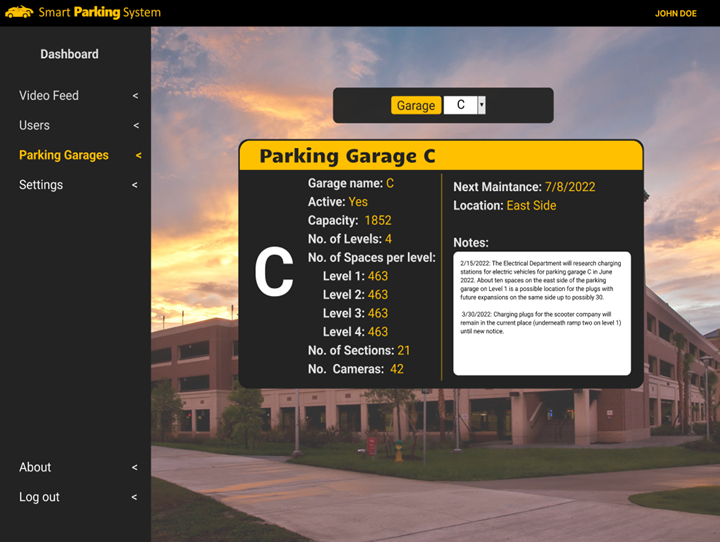 Smart Parking System
JOHN DOE
Dashboard
Video Feed <
Users <
Parking Garages <
Settings <
About <
Log out <
Garage C
Parking Garage C
C
Garage name: C
Active: Yes
Capacity: 1852
No. of Levels: 4
No. of Spaces per level:
Level 1: 463
Level 2: 463
Level 3: 463
Level 4: 463
No. of Sections: 21
No. Cameras: 42
Next Maintance: 7/8/2022
Location: East Side
Notes:
2/15/2022: The Electrical Department will research charging
stations for electric vehicles for parking garage C in June
2022. About ten spaces on the east side of the parking
garage on Level 1 is a possible location for the plugs with
future expansions on the same side up to possibly 30.
3/30/2022: Charging plugs for the scooter company will
remain in the current place (underneath ramp two on level 1)
until new notice.